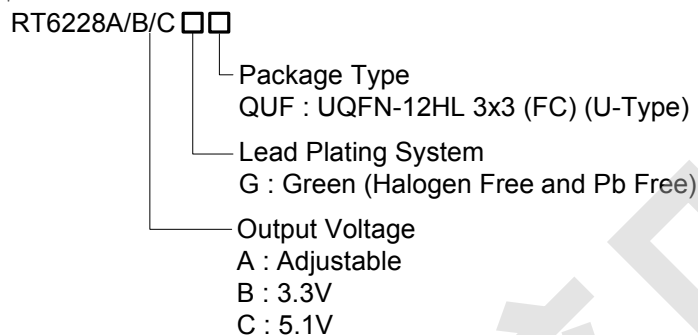 RT6228A/B/C □□
Package Type
QUF : UQFN-12HL 3x3 (FC) (U-Type)
Lead Plating System
G : Green (Halogen Free and Pb Free)
Output Voltage
A : Adjustable
B : 3.3V
C : 5.1V